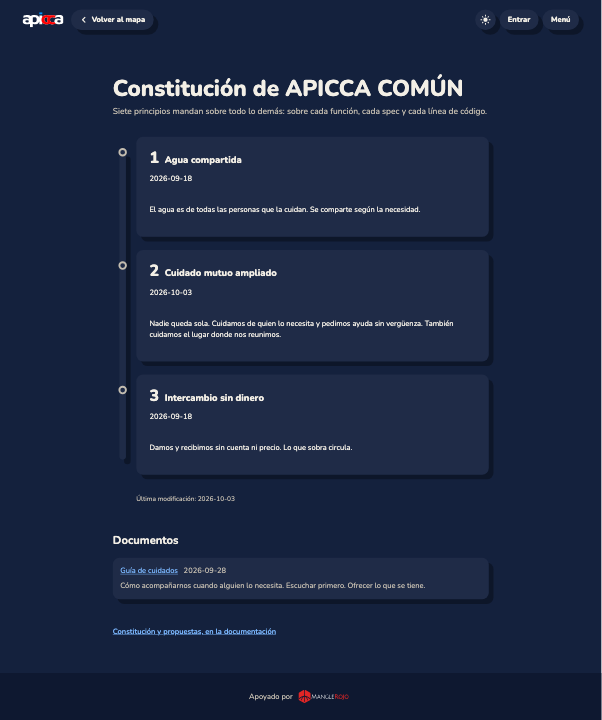 apicca
Volver al mapa
Entrar
Menú
Constitución de APICCA COMÚN
Siete principios mandan sobre todo lo demás: sobre cada función, cada spec y cada línea de código.
1 Agua compartida
2026-09-18
El agua es de todas las personas que la cuidan. Se comparte según la necesidad.
2 Cuidado mutuo ampliado
2026-10-03
Nadie queda sola. Cuidamos de quien lo necesita y pedimos ayuda sin vergüenza. También
cuidamos el lugar donde nos reunimos.
3 Intercambio sin dinero
2026-09-18
Damos y recibimos sin cuenta ni precio. Lo que sobra circula.
Última modificación: 2026-10-03
Documentos
Guía de cuidados 2026-09-28
Cómo acompañarnos cuando alguien lo necesita. Escuchar primero. Ofrecer lo que se tiene.
Constitución y propuestas, en la documentación
Apoyado por MANGLEROJO